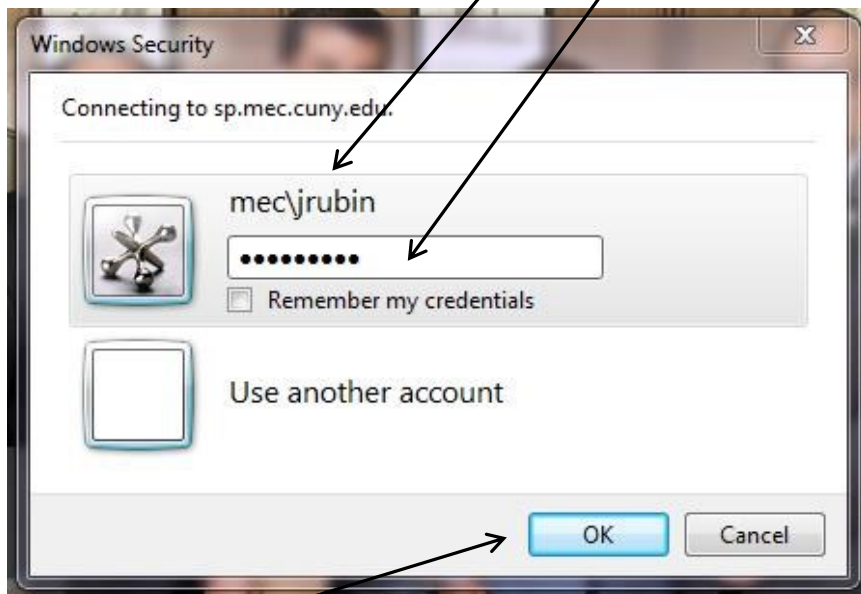 Windows Security
Connecting to sp.mec.cuny.edu.
mec\jrubin
•••••••••
Remember my credentials
Use another account
OK
Cancel